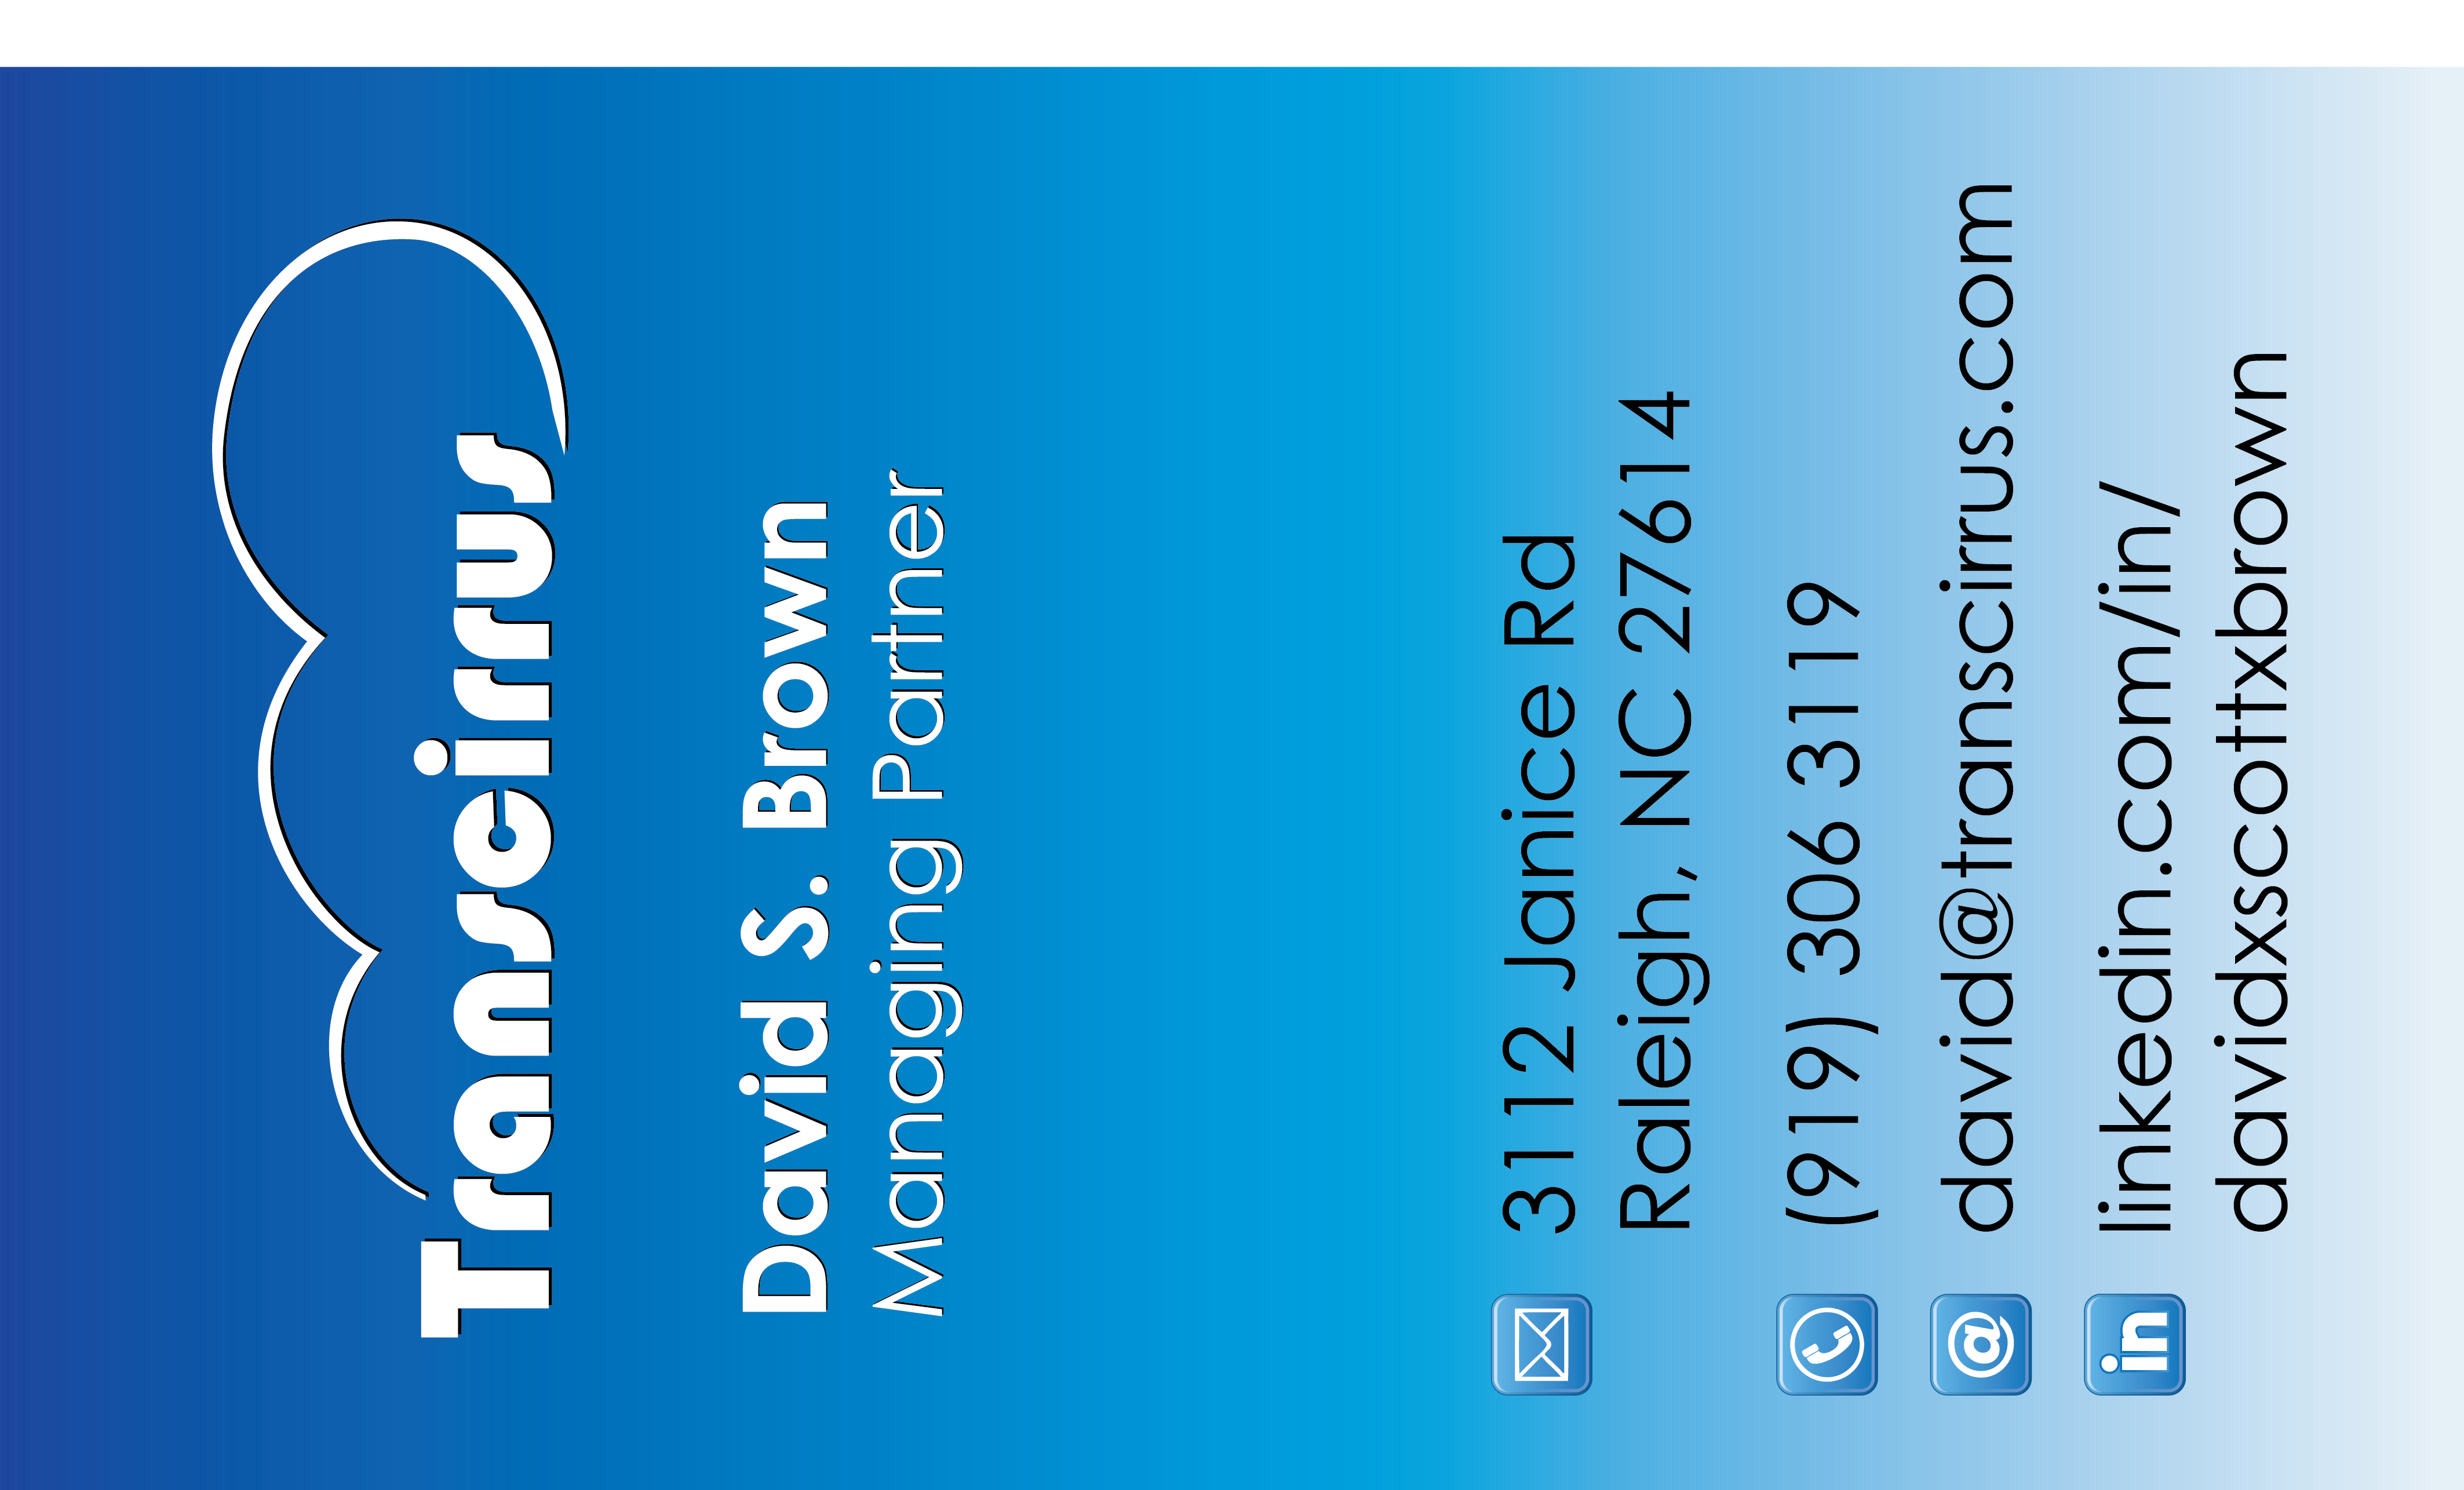 Transcirrus
David S. Brown
Managing Partner
3112 Janice Rd
Raleigh, NC 27614
(919) 306 3119
@ david@transcirrus.com
in linkedin.com/in/
davidxscottxbrown